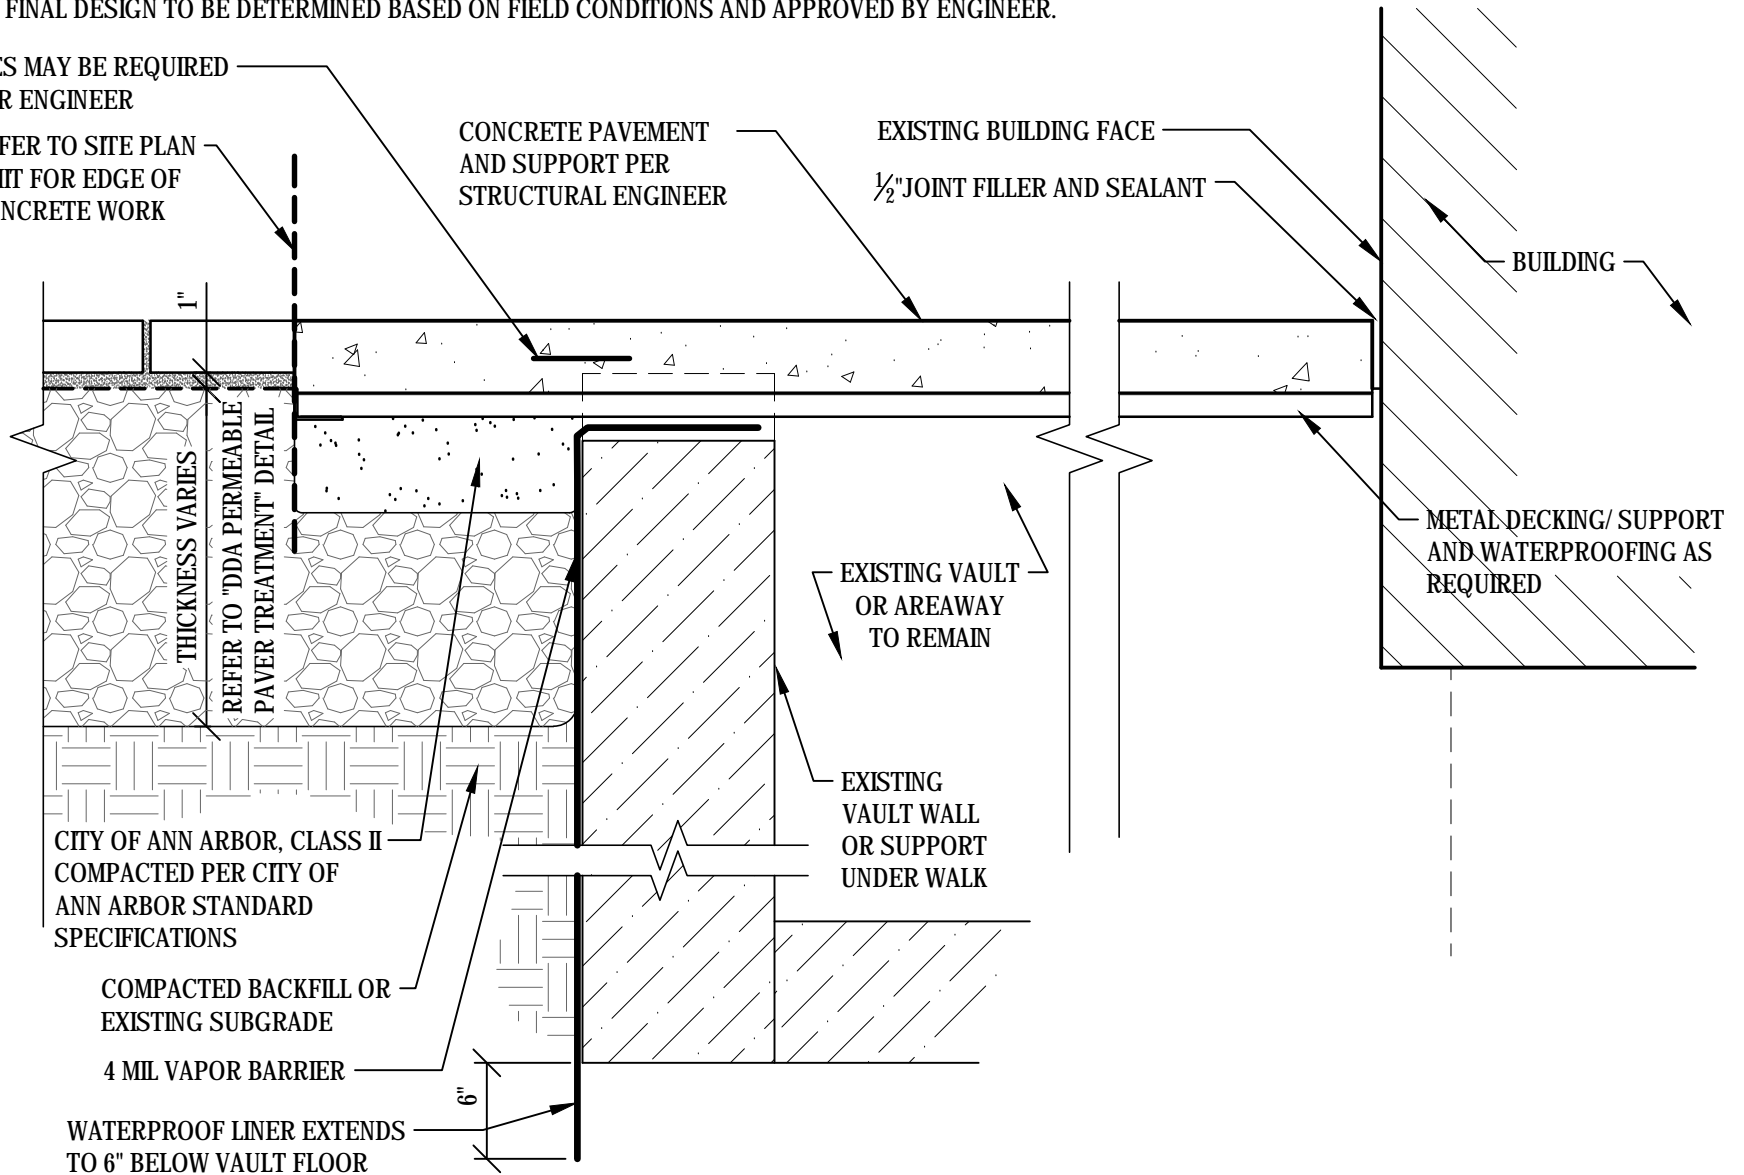 FINAL DESIGN TO BE DETERMINED BASED ON FIELD CONDITIONS AND APPROVED BY ENGINEER.
MAY BE REQUIRED
ENGINEER
TO SITE PLAN
FOR EDGE OF
WORK
CONCRETE PAVEMENT
AND SUPPORT PER
STRUCTURAL ENGINEER
EXISTING BUILDING FACE
½"JOINT FILLER AND SEALANT
BUILDING
1"
THICKNESS VARIES
REFER TO "DDA PERMEABLE
PAVER TREATMENT" DETAIL
METAL DECKING/ SUPPORT
AND WATERPROOFING AS
REQUIRED
EXISTING VAULT
OR AREAWAY
TO REMAIN
EXISTING
VAULT WALL
OR SUPPORT
UNDER WALK
CITY OF ANN ARBOR, CLASS II
COMPACTED PER CITY OF
ANN ARBOR STANDARD
SPECIFICATIONS
COMPACTED BACKFILL OR
EXISTING SUBGRADE
4 MIL VAPOR BARRIER
6"
WATERPROOF LINER EXTENDS
TO 6" BELOW VAULT FLOOR